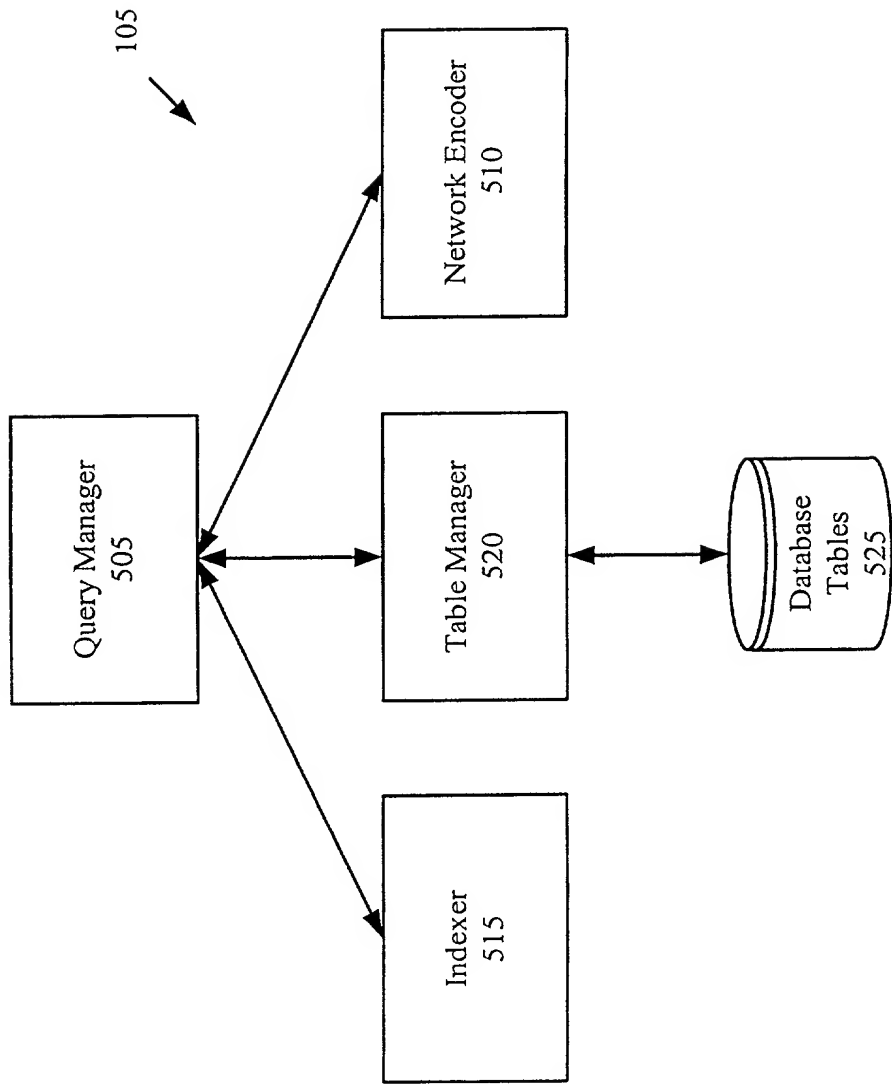 105
Query Manager
505
Indexer
515
Table Manager
520
Network Encoder
510
Database
Tables
525